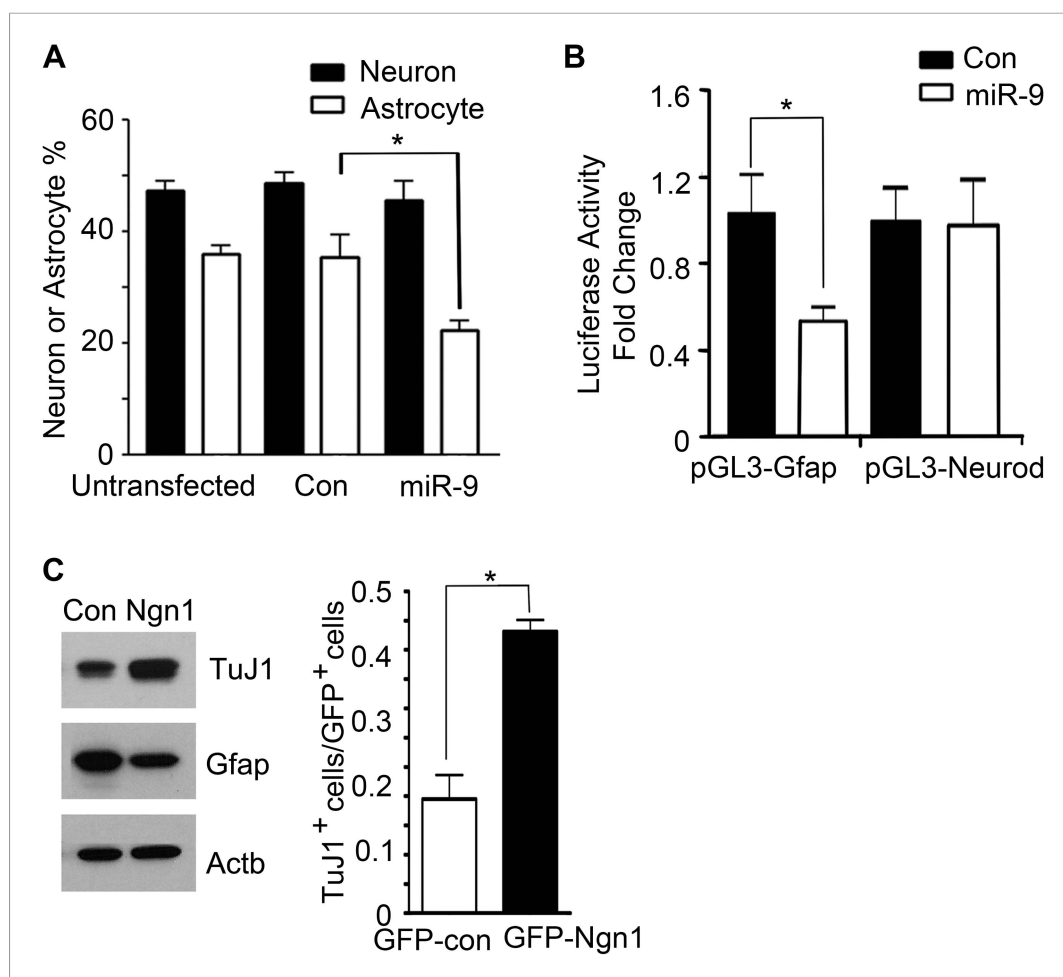 A
Neuron
Astrocyte
*
Neuron or Astrocyte %
60
40
20
0
Untransfected Con miR-9
B
Con
miR-9
*
Luciferase Activity
Fold Change
1.6
1.2
0.8
0.4
0
pGL3-Gfap pGL3-Neurod
C
Con Ngn1
TuJ1
Gfap
Actb
*
TuJ1+ cells/GFP+ cells
0.5
0.4
0.3
0.2
0.1
0
GFP-con GFP-Ngn1